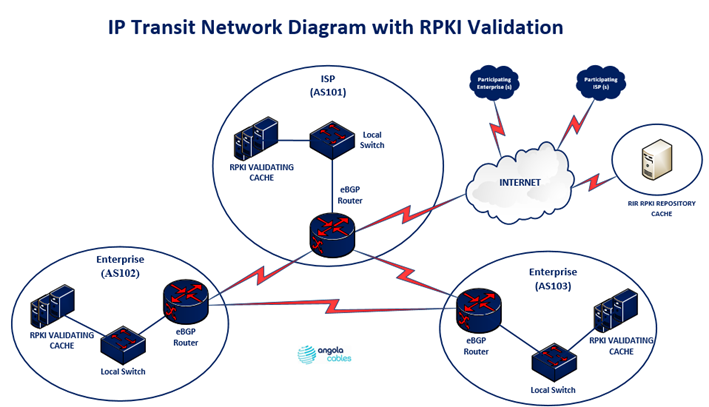 IP Transit Network Diagram with RPKI Validation
ISP
(AS101)
Participating
Enterprise (s)
Participating
ISP (s)
Local
Switch
RPKI VALIDATING
CACHE
eBGP
Router
INTERNET
RIR RPKI REPOSITORY
CACHE
Enterprise
(AS102)
RPKI VALIDATING
CACHE
Local Switch
eBGP
Router
angola
cables
Enterprise
(AS103)
eBGP
Router
RPKI VALIDATING
CACHE
Local Switch